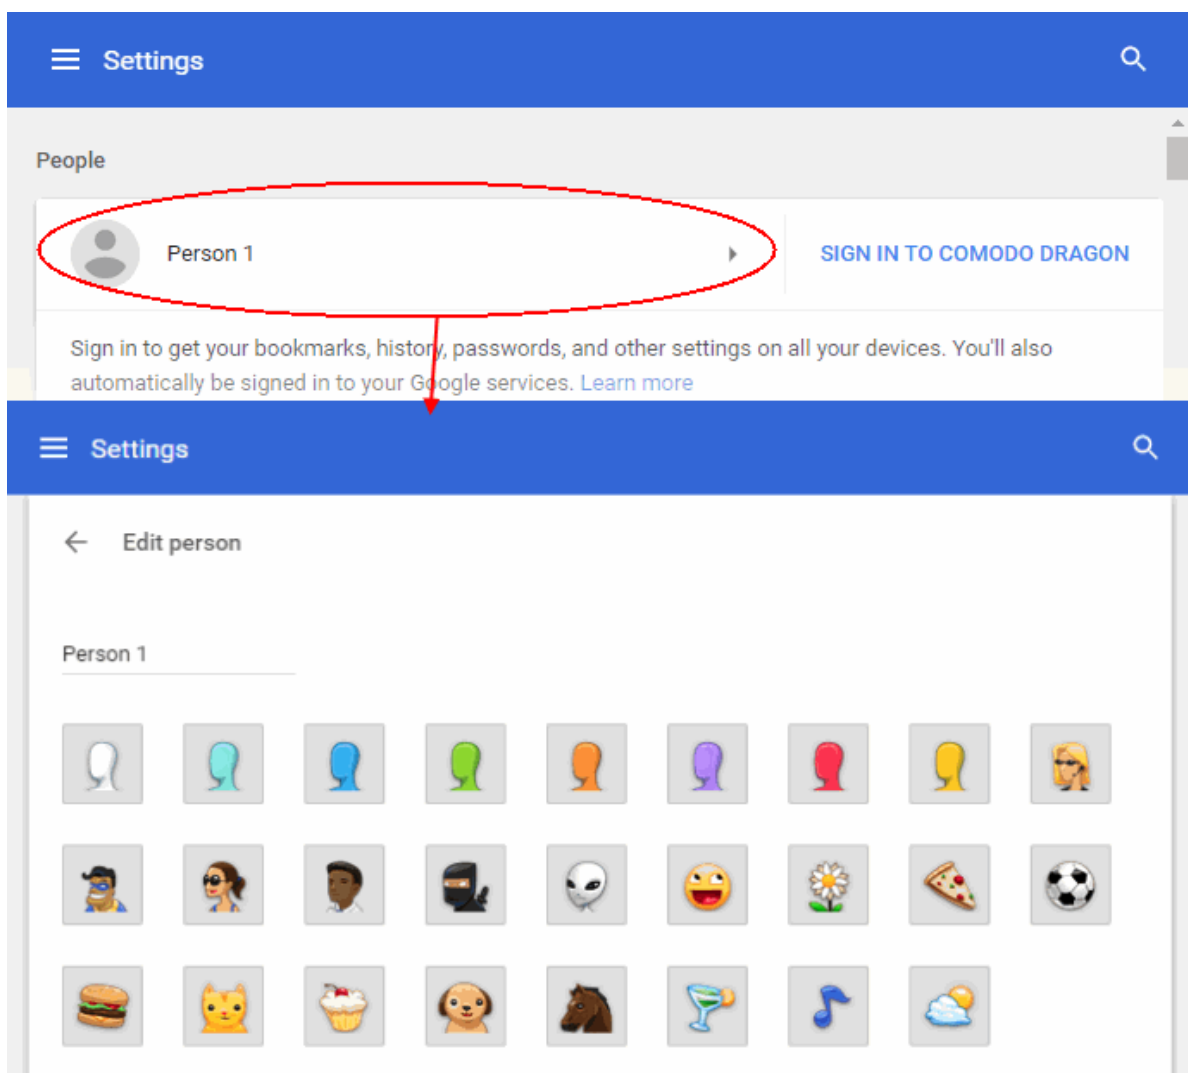 Settings
People
Person 1
SIGN IN TO COMODO DRAGON
Sign in to get your bookmarks, history, passwords, and other settings on all your devices. You'll also
automatically be signed in to your Google services. Learn more
Settings
Edit person
Person 1